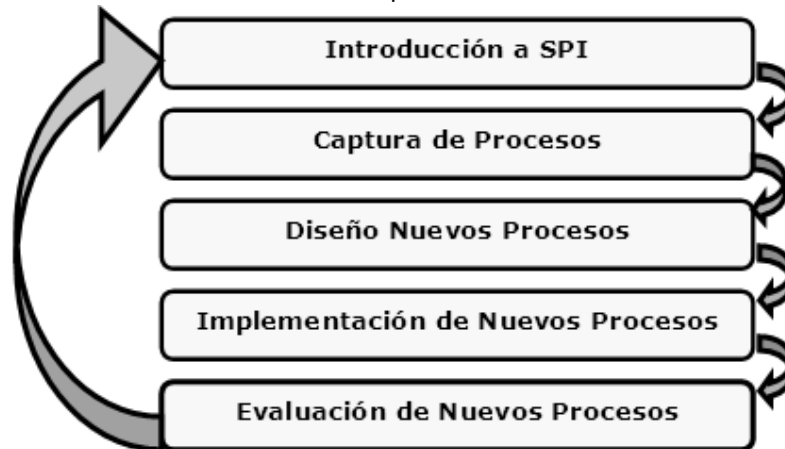 Introducción a SPI
Captura de Procesos
Diseño Nuevos Procesos
Implementación de Nuevos Procesos
Evaluación de Nuevos Procesos